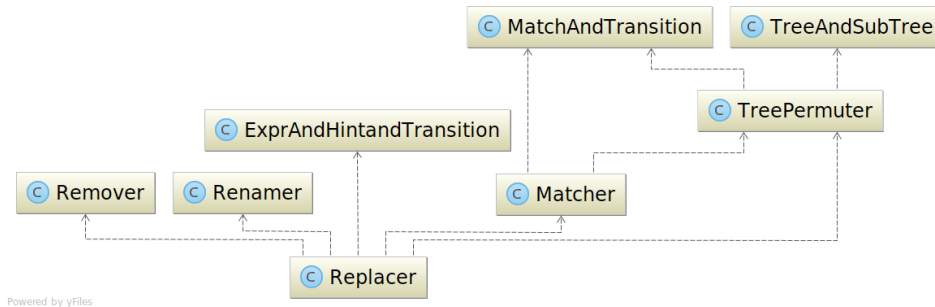 C MatchAndTransition
C TreeAndSubTree
C TreePermuter
C ExprAndHintandTransition
C Remover
C Renamer
C Matcher
C Replacer
Powered by yFiles